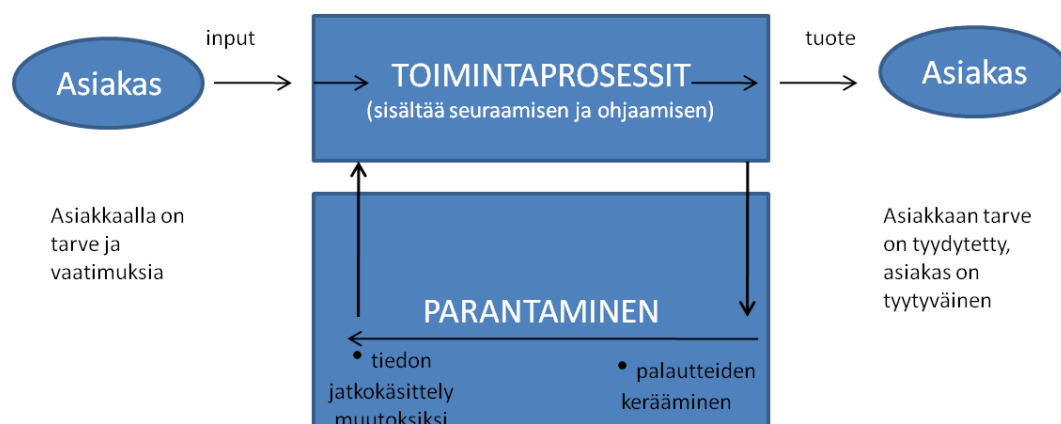 input
tuote
Asiakas
TOIMINTAPROSESSIT
(sisältää seuraamisen ja ohjaamisen)
Asiakas
Asiakkaalla on
tarve ja
vaatimuksia
Asiakkaan tarve
on tyydytetty,
asiakas on
tyytyväinen
PARANTAMINEN
• tiedon
jatkokäsittely
muutoksiksi
• palautteiden
kerääminen